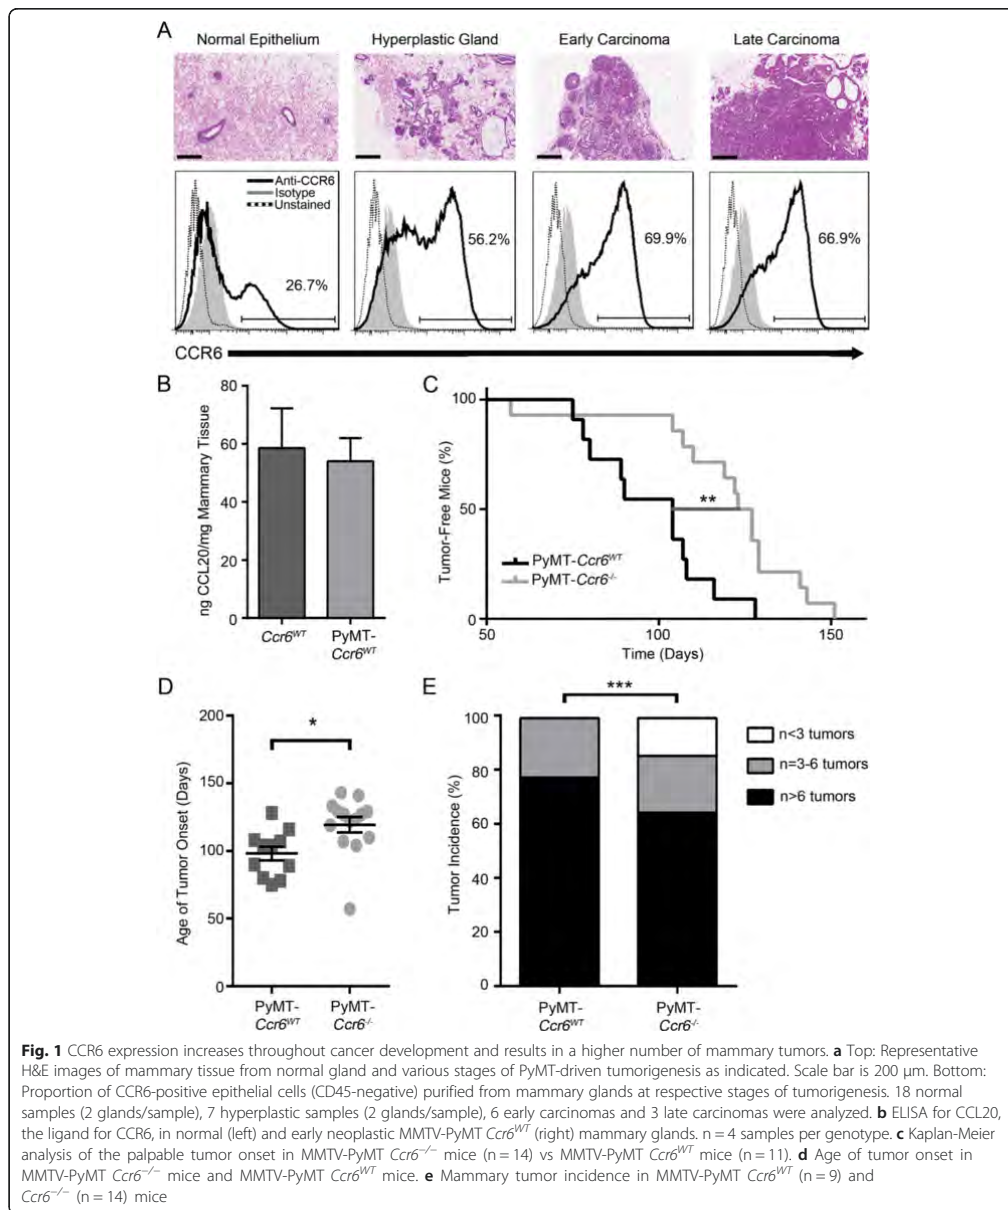 A
Normal Epithelium
Hyperplastic Gland
Early Carcinoma
Late Carcinoma
Anti-CCR6
Isotype
Unstained
26.7%
56.2%
69.9%
66.9%
CCR6
B
80
60
40
20
0
ng CCL20/mg Mammary Tissue
Ccr6WT
PyMT-
Ccr6WT
C
100
50
0
Tumor-Free Mice (%)
**
PyMT-Ccr6WT
PyMT-Ccr6-/-
50
100
150
Time (Days)
D
200
150
100
50
0
Age of Tumor Onset (Days)
*
PyMT-
Ccr6WT
PyMT-
Ccr6-/-
E
***
100
80
60
40
20
0
Tumor Incidence (%)
n<3 tumors
n=3-6 tumors
n>6 tumors
PyMT-
Ccr6WT
PyMT-
Ccr6-/-
Fig. 1 CCR6 expression increases throughout cancer development and results in a higher number of mammary tumors. a Top: Representative
H&E images of mammary tissue from normal gland and various stages of PyMT-driven tumorigenesis as indicated. Scale bar is 200 μm. Bottom:
Proportion of CCR6-positive epithelial cells (CD45-negative) purified from mammary glands at respective stages of tumorigenesis. 18 normal
samples (2 glands/sample), 7 hyperplastic samples (2 glands/sample), 6 early carcinomas and 3 late carcinomas were analyzed. b ELISA for CCL20,
the ligand for CCR6, in normal (left) and early neoplastic MMTV-PyMT Ccr6WT (right) mammary glands. n = 4 samples per genotype. c Kaplan-Meier
analysis of the palpable tumor onset in MMTV-PyMT Ccr6−/− mice (n = 14) vs MMTV-PyMT Ccr6WT mice (n = 11). d Age of tumor onset in
MMTV-PyMT Ccr6−/− mice and MMTV-PyMT Ccr6WT mice. e Mammary tumor incidence in MMTV-PyMT Ccr6WT (n = 9) and
Ccr6−/− (n = 14) mice